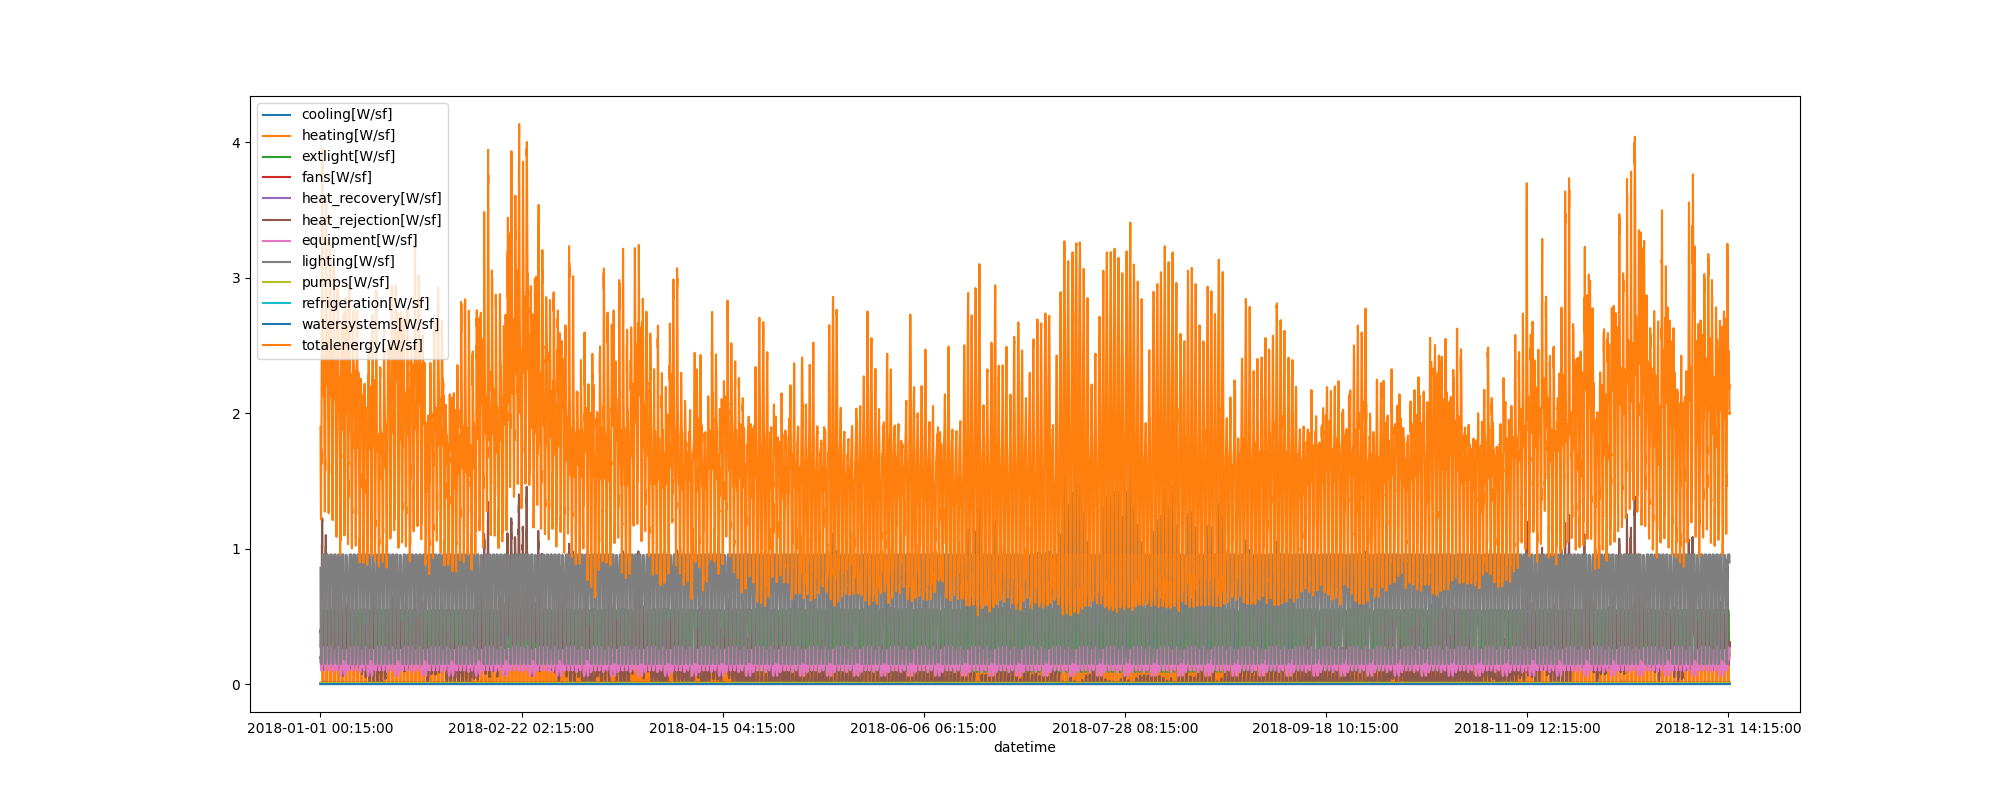 cooling[W/sf]
heating[W/sf]
extlight[W/sf]
fans[W/sf]
heat_recovery[W/sf]
heat_rejection[W/sf]
equipment[W/sf]
lighting[W/sf]
pumps[W/sf]
refrigeration[W/sf]
watersystems[W/sf]
totalenergy[W/sf]
4
3
2
1
0
2018-01-01 00:15:00 2018-02-22 02:15:00 2018-04-15 04:15:00 2018-06-06 06:15:00 2018-07-28 08:15:00 2018-09-18 10:15:00 2018-11-09 12:15:00 2018-12-31 14:15:00
datetime